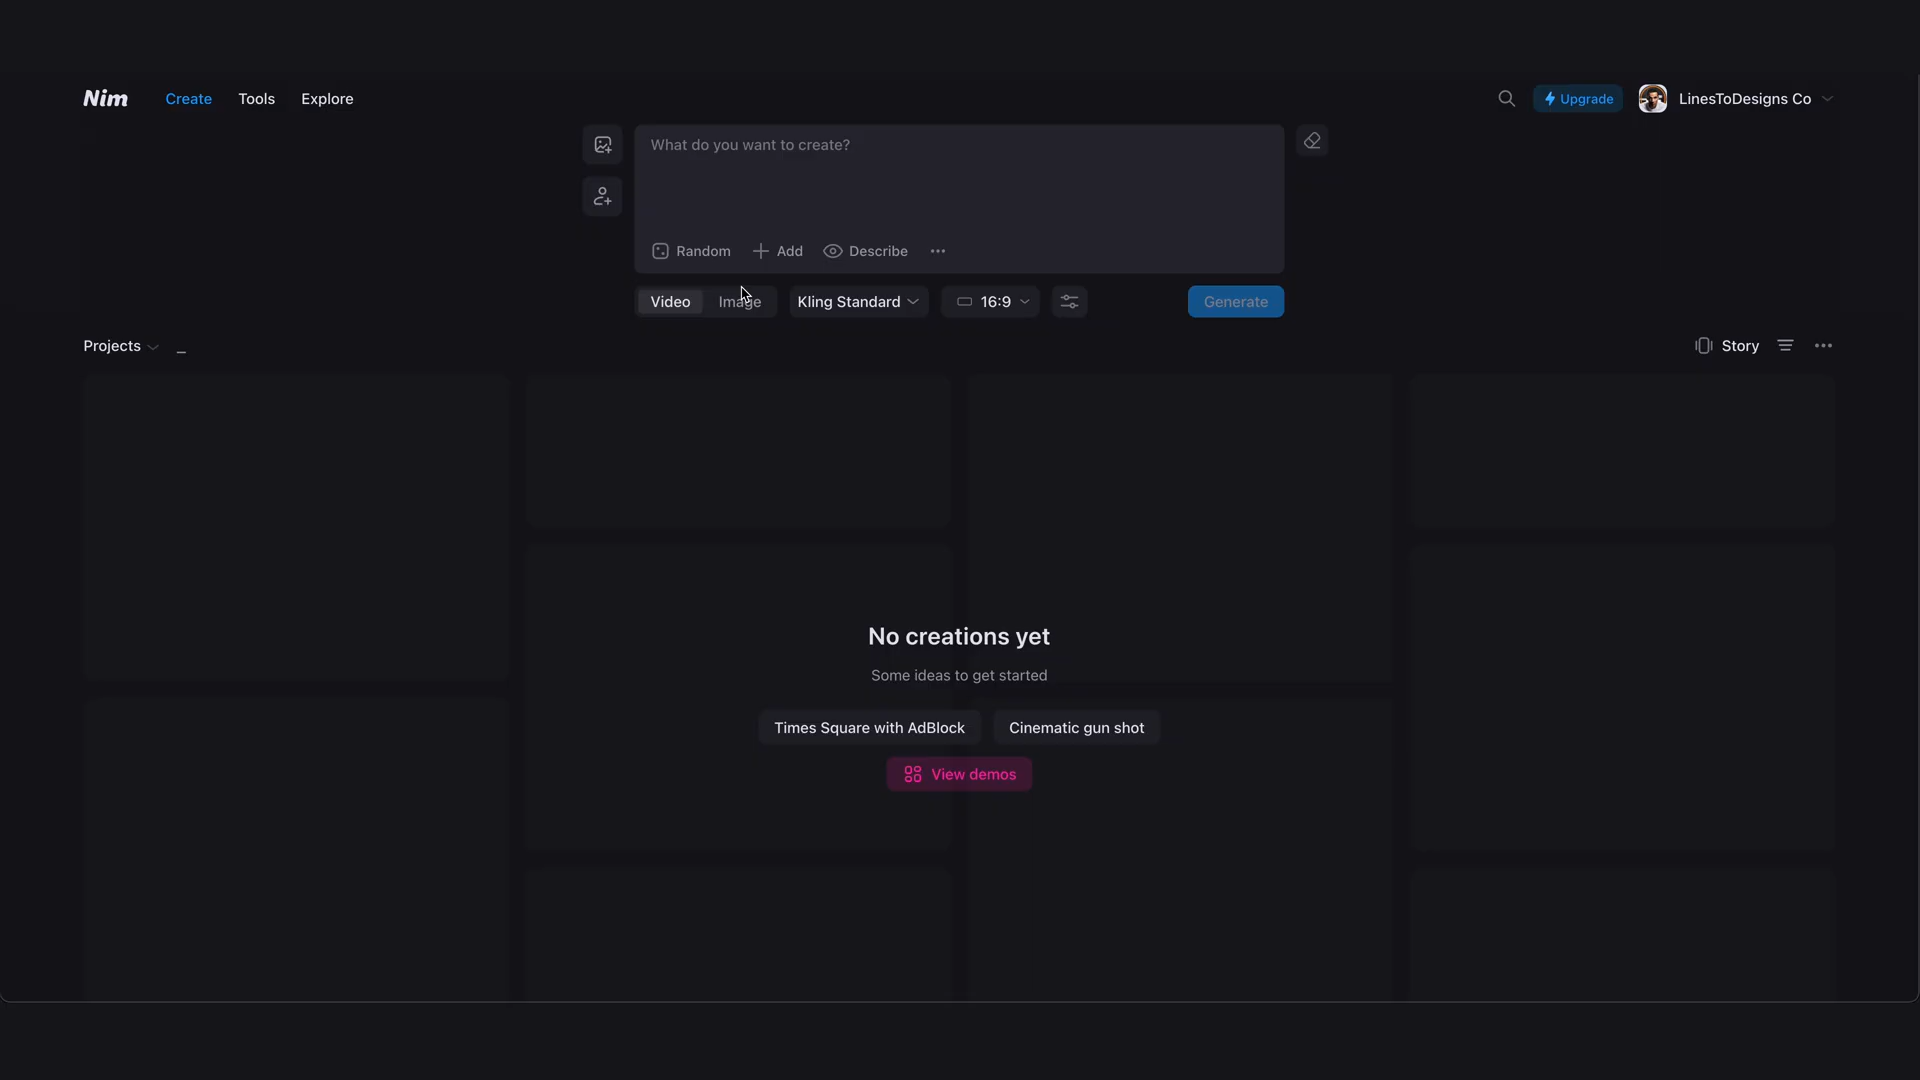 Nim Create Tools Explore Upgrade LinesToDesigns Co
What do you want to create?
Random Add Describe
Video Image Kling Standard 16:9 Generate
Projects _ Story
No creations yet
Some ideas to get started
Times Square with AdBlock Cinematic gun shot
View demos